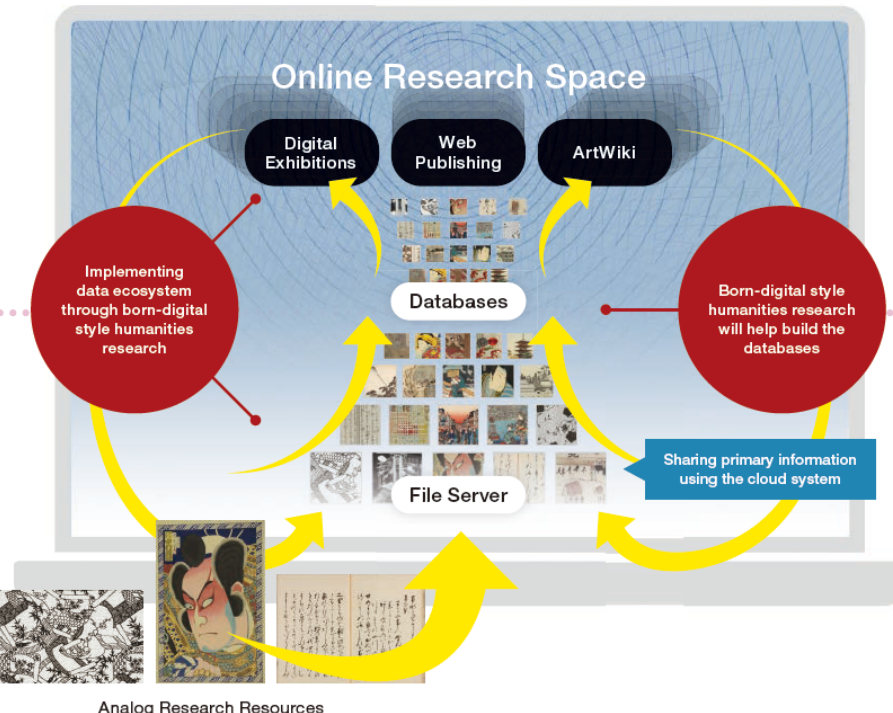 Online Research Space
Digital
Exhibitions
Web
Publishing
ArtWiki
Implementing
data ecosystem
through born-digital
style humanities
research
Databases
Born-digital style
humanities research
will help build the
databases
Sharing primary information
using the cloud system
File Server
Analog Research Resources